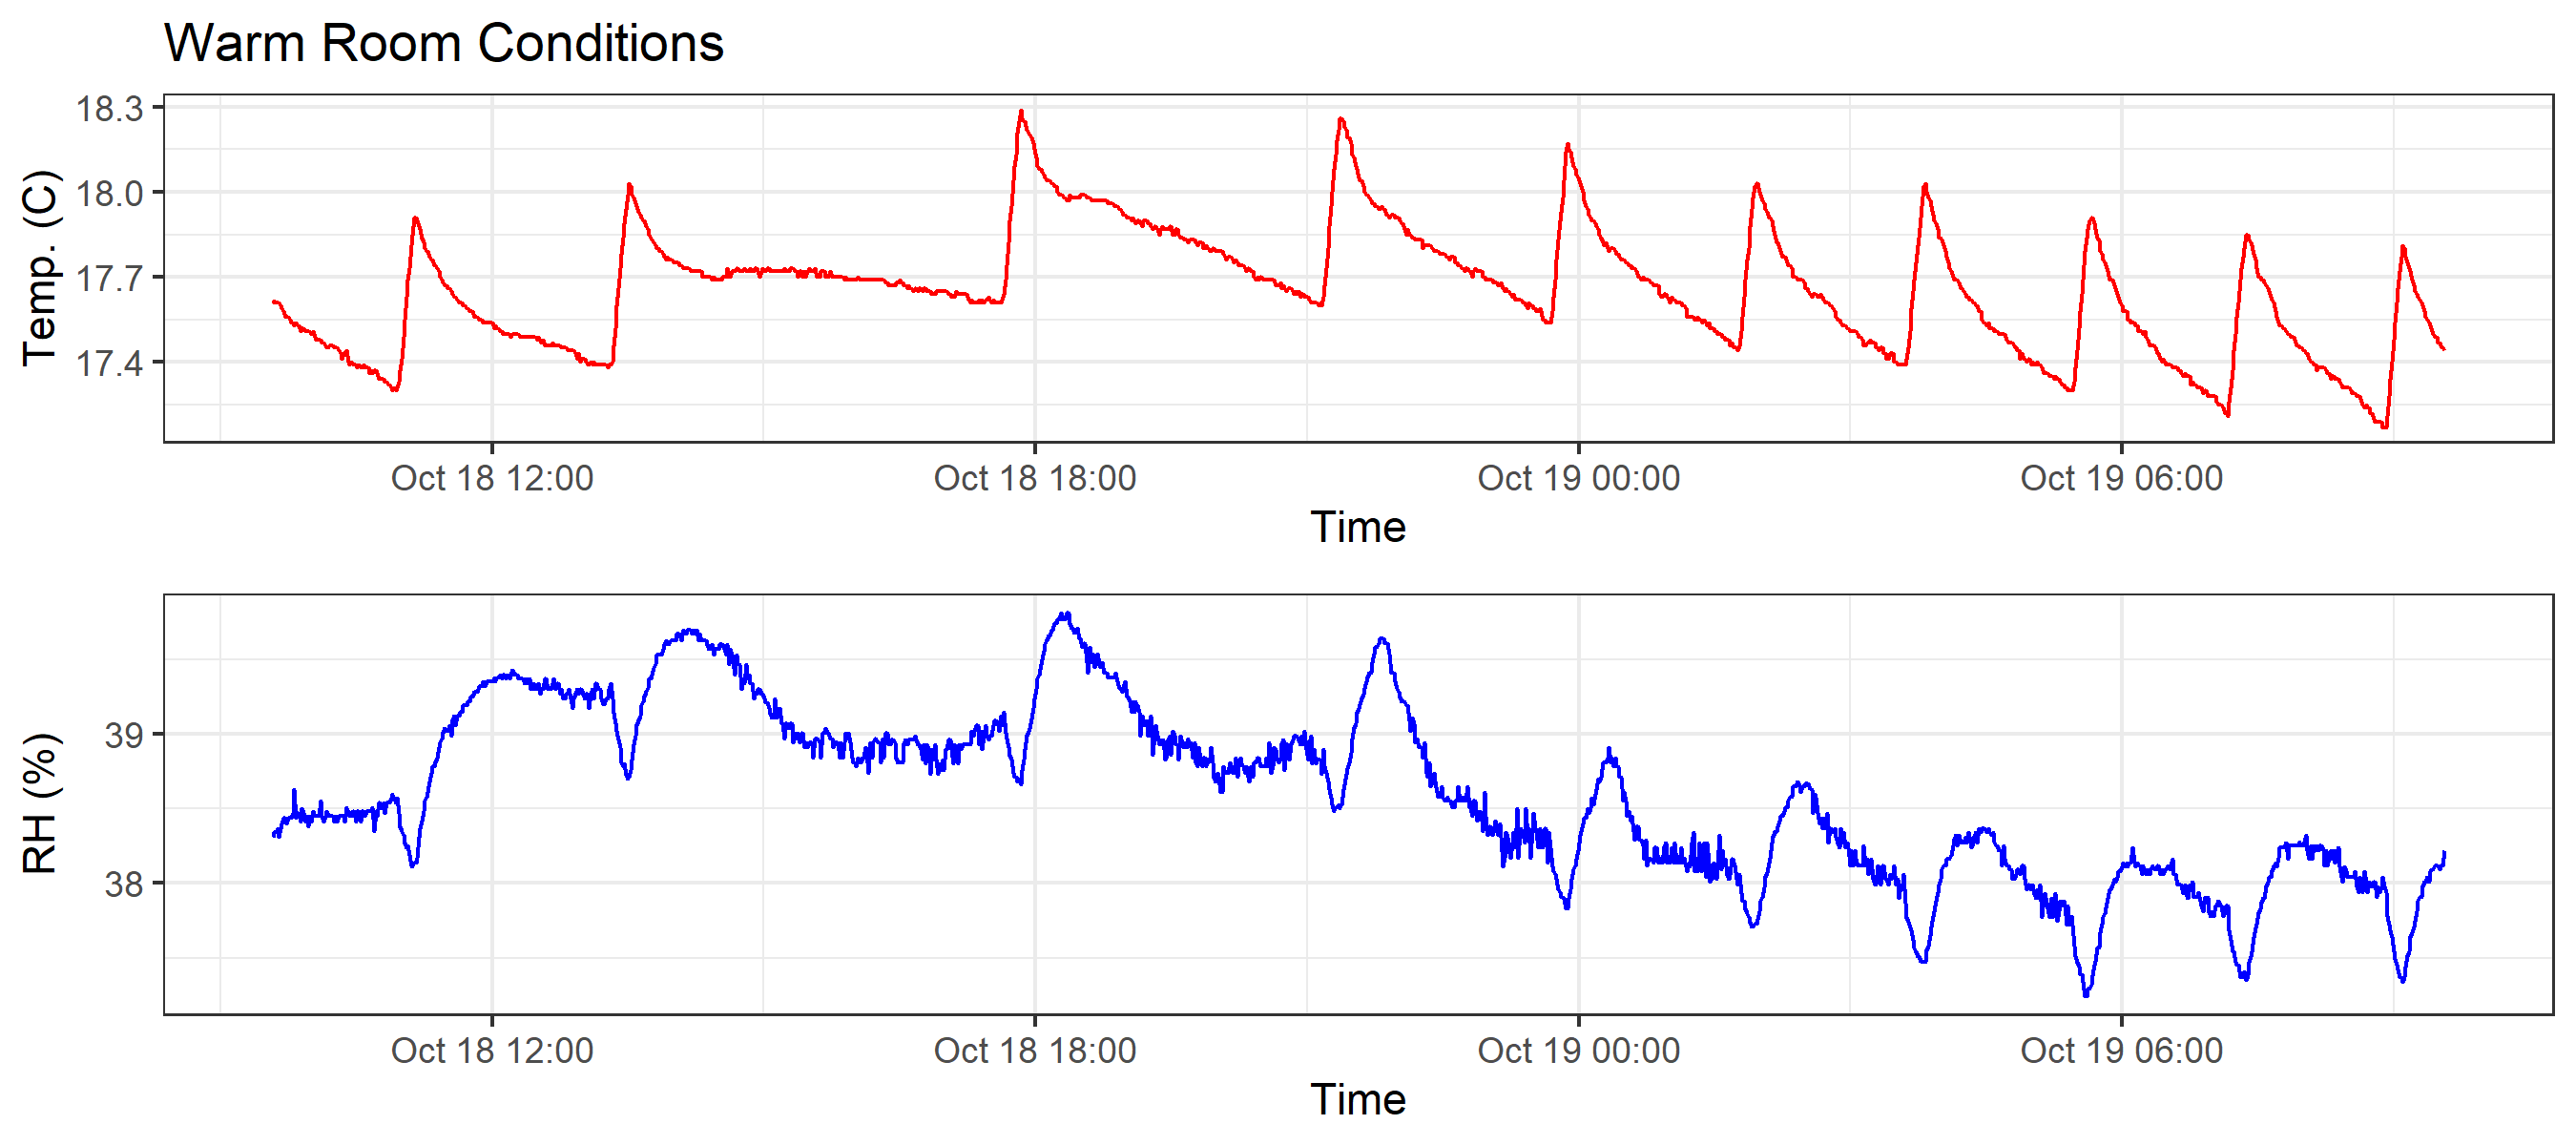 Warm Room Conditions
18.3
18.0
17.7
17.4
Temp. (C)
Oct 18 12:00 Oct 18 18:00 Oct 19 00:00 Oct 19 06:00
Time
39
38
RH (%)
Oct 18 12:00 Oct 18 18:00 Oct 19 00:00 Oct 19 06:00
Time